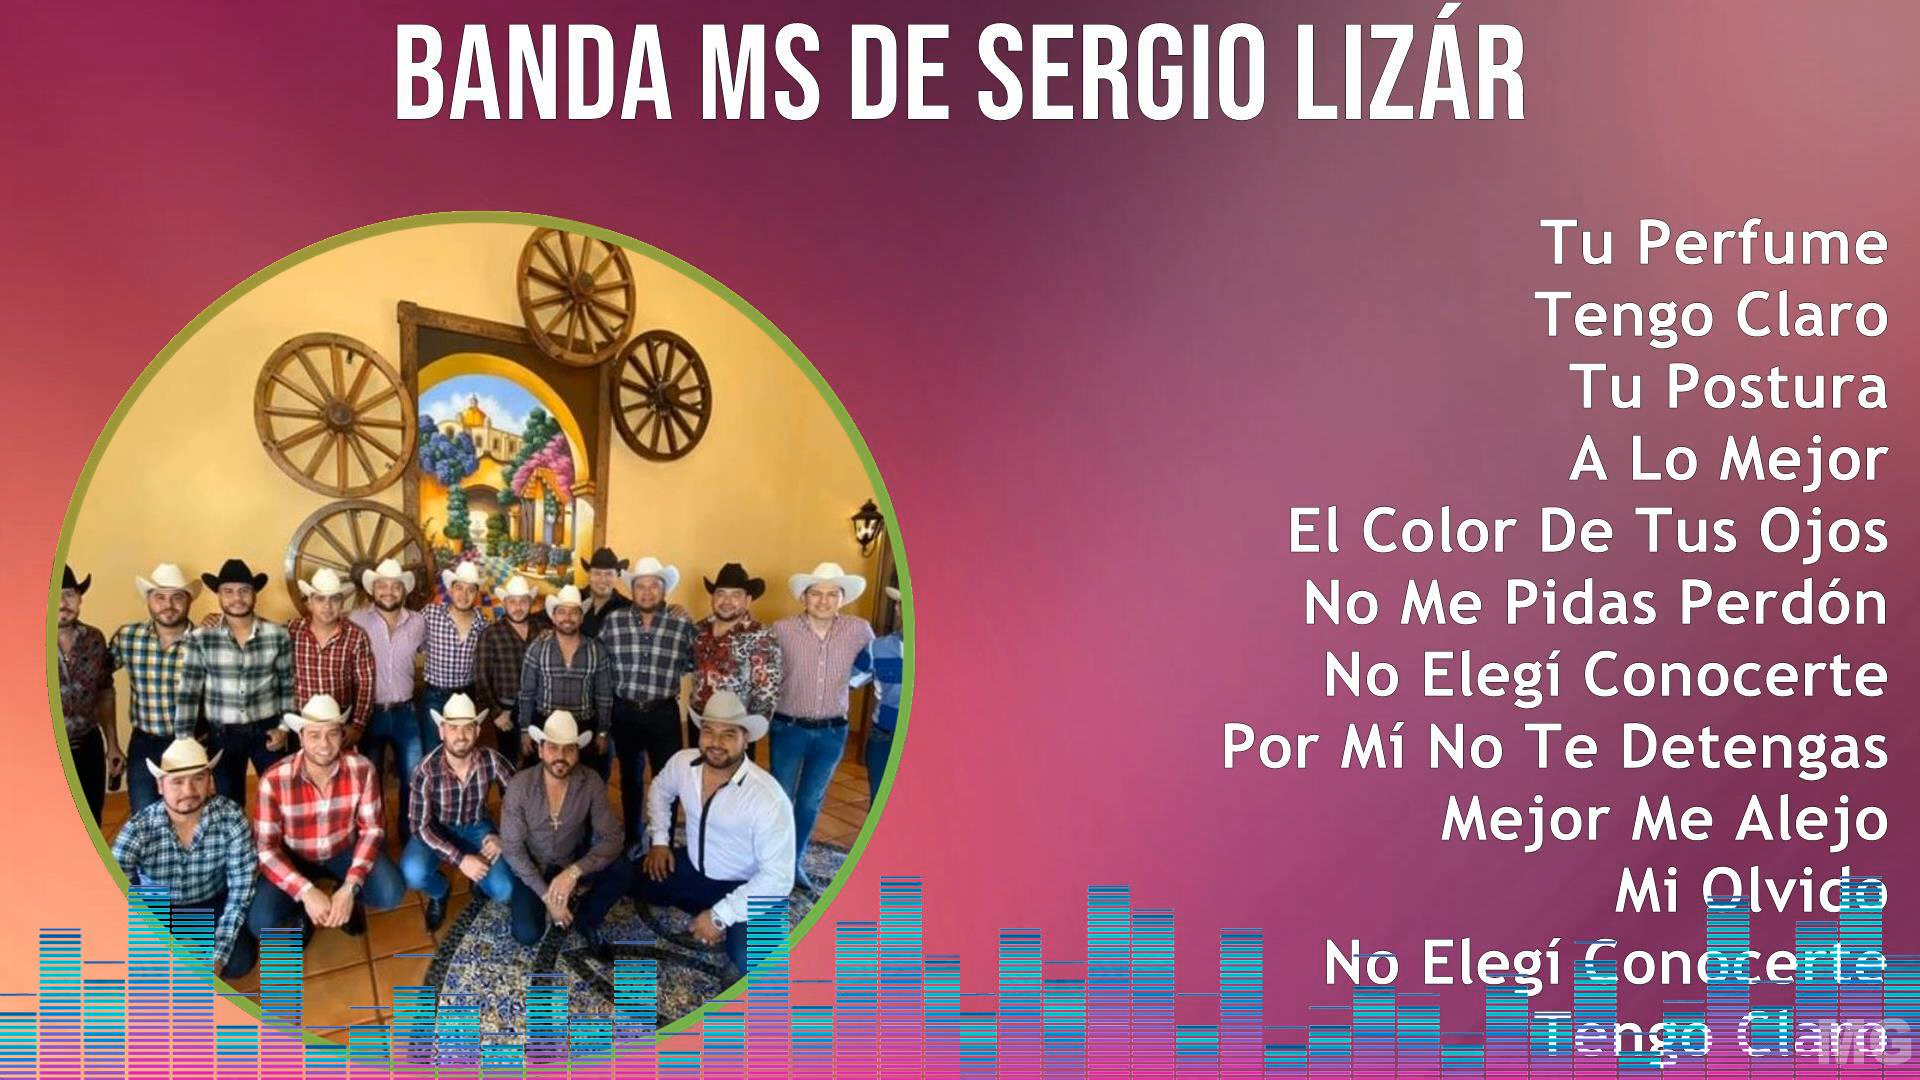 BANDA MS DE SERGIO LIZÁR
Tu Perfume
Tengo Claro
Tu Postura
A Lo Mejor
El Color De Tus Ojos
No Me Pidas Perdón
No Elegí Conocerte
Por Mí No Te Detengas
Mejor Me Alejo
Mi Olvido
No Elegí Conocerte
Tengo Claro
MG